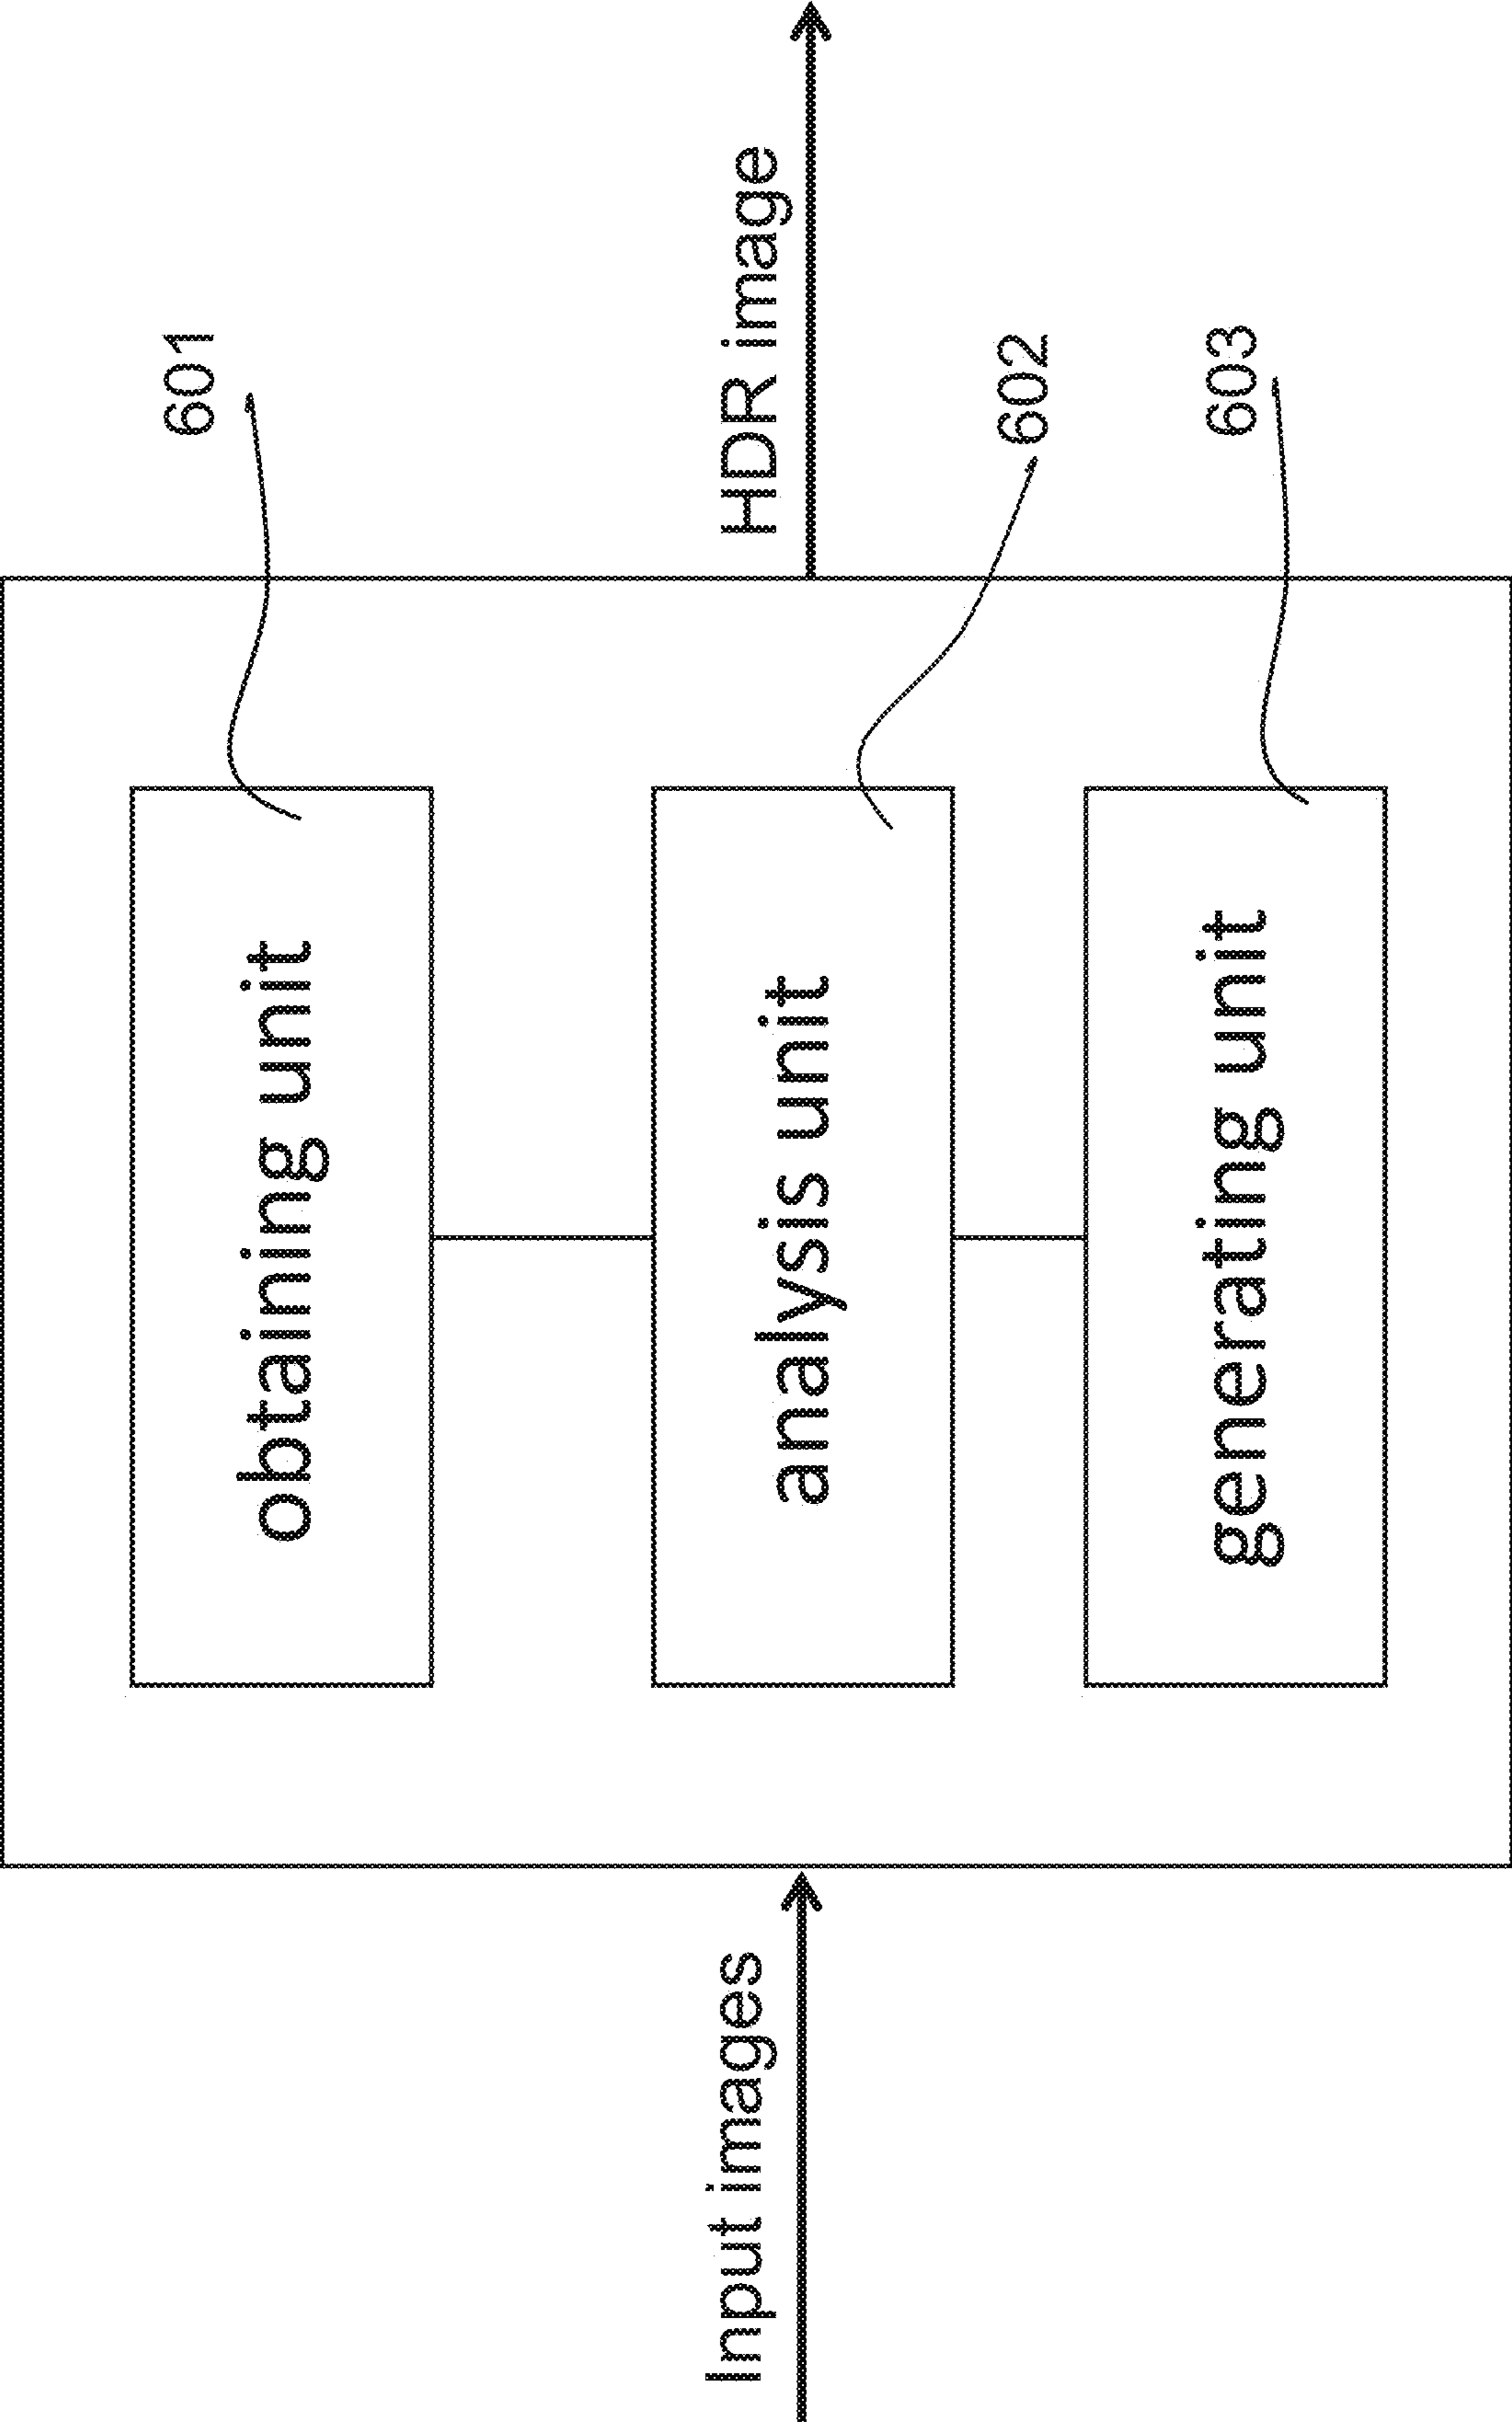 Input images
obtaining unit
601
analysis unit
602
generating unit
603
HDR image